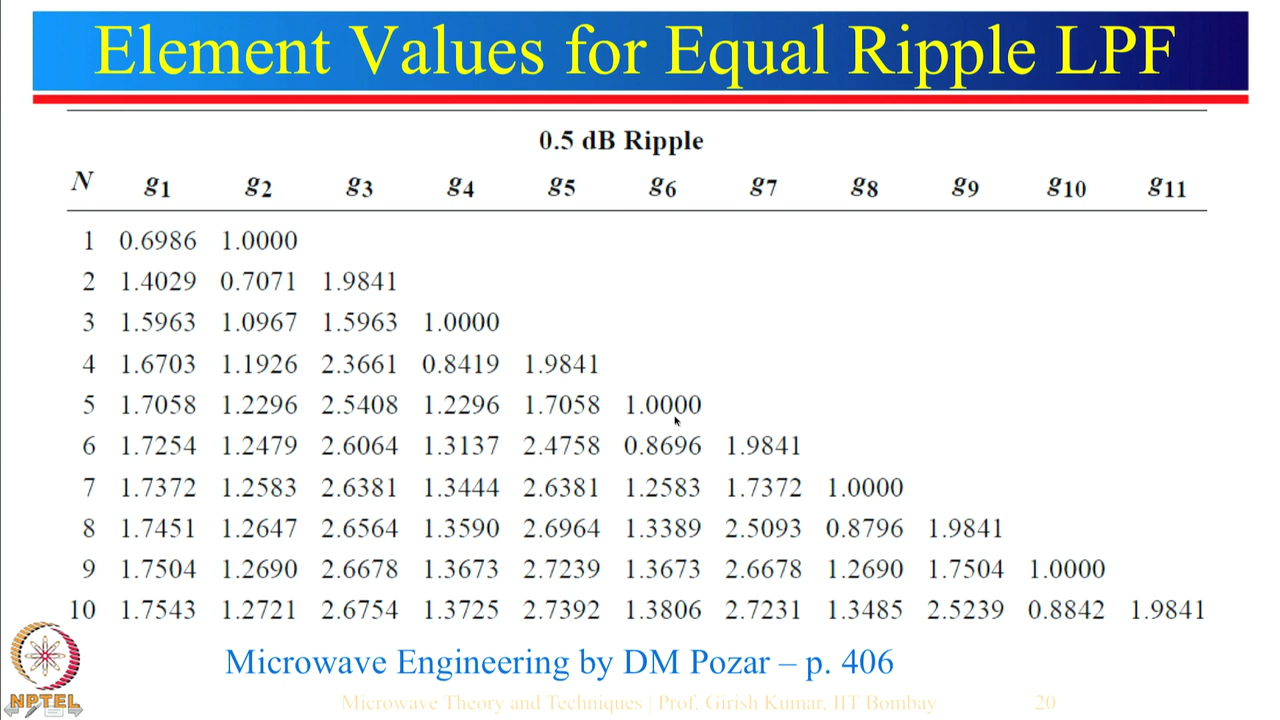 Element Values for Equal Ripple LPF
0.5 dB Ripple
N g1 g2 g3 g4 g5 g6 g7 g8 g9 g10 g11
1 0.6986 1.0000
2 1.4029 0.7071 1.9841
3 1.5963 1.0967 1.5963 1.0000
4 1.6703 1.1926 2.3661 0.8419 1.9841
5 1.7058 1.2296 2.5408 1.2296 1.7058 1.0000
6 1.7254 1.2479 2.6064 1.3137 2.4758 0.8696 1.9841
7 1.7372 1.2583 2.6381 1.3444 2.6381 1.2583 1.7372 1.0000
8 1.7451 1.2647 2.6564 1.3590 2.6964 1.3389 2.5093 0.8796 1.9841
9 1.7504 1.2690 2.6678 1.3673 2.7239 1.3673 2.6678 1.2690 1.7504 1.0000
10 1.7543 1.2721 2.6754 1.3725 2.7392 1.3806 2.7231 1.3485 2.5239 0.8842 1.9841
Microwave Engineering by DM Pozar – p. 406
NPTEL
Microwave Theory and Techniques | Prof. Girish Kumar, IIT Bombay 20